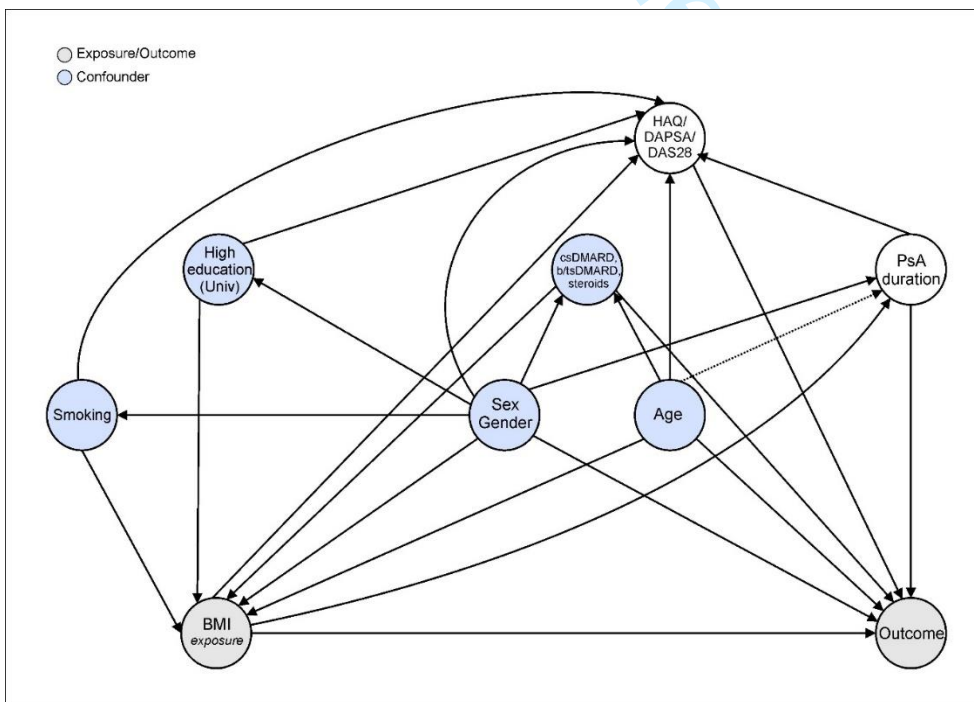 Exposure/Outcome
Confounder
HAQ/
DAPSA/
DAS28
High
education
(Univ)
csDMARD,
b/tsDMARD,
steroids
PsA
duration
Smoking
Sex
Gender
Age
BMI
exposure
Outcome